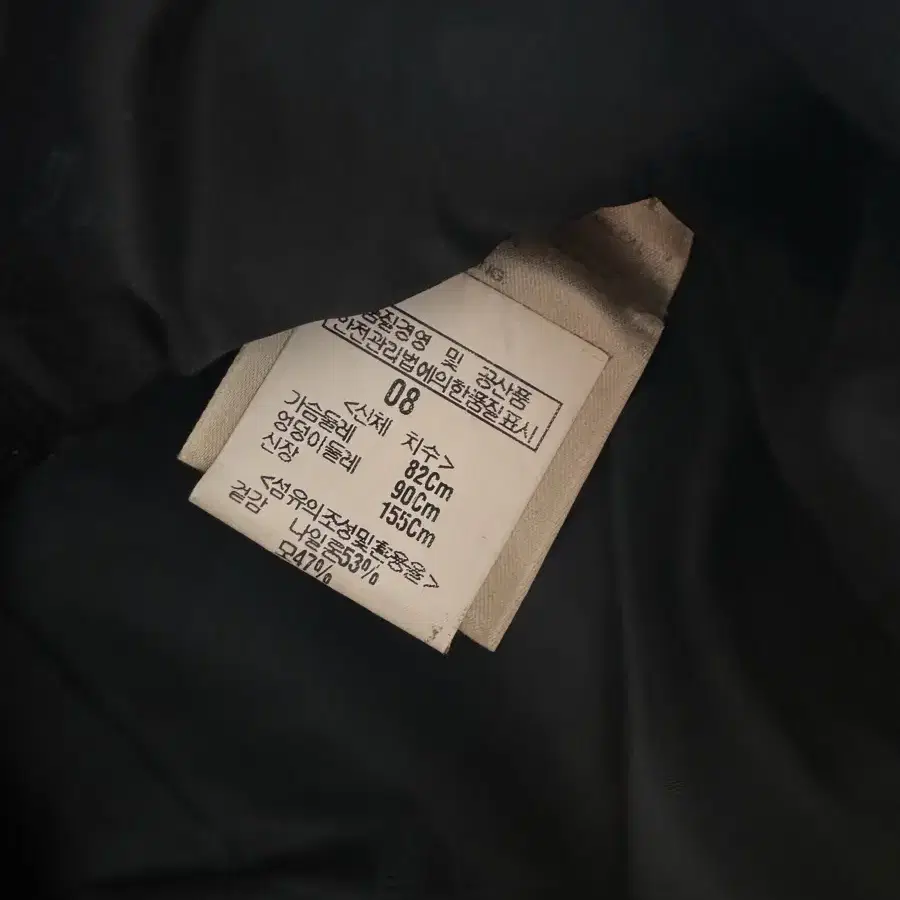 NG
품질경영 및 공산품
안전관리법에의한품질표시
08
<신체 치수>
가슴둘레 82Cm
엉덩이둘레 90Cm
신장 155Cm
<섬유의조성및혼용율>
겉감 나일론53%
모47%